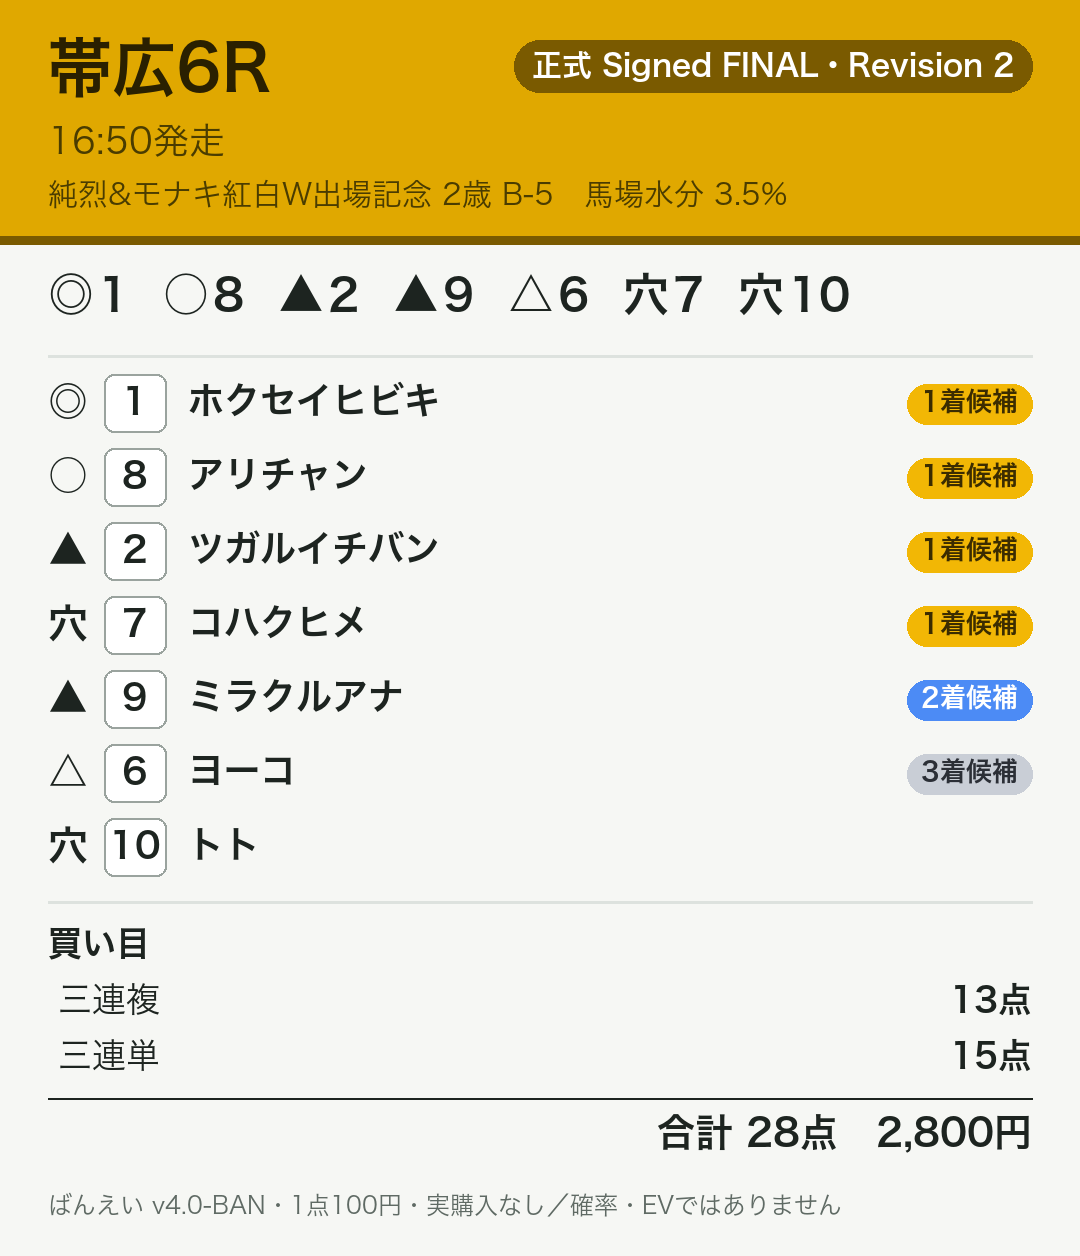 帯広6R
正式 Signed FINAL・Revision 2
16:50発走
純烈&モナキ紅白W出場記念 2歳 B-5　馬場水分 3.5%
◎1 ○8 ▲2 ▲9 △6 穴7 穴10
◎ 1 ホクセイヒビキ 1着候補
○ 8 アリチャン 1着候補
▲ 2 ツガルイチバン 1着候補
穴 7 コハクヒメ 1着候補
▲ 9 ミラクルアナ 2着候補
△ 6 ヨーコ 3着候補
穴 10 トト
買い目
三連複 13点
三連単 15点
合計 28点　2,800円
ばんえい v4.0-BAN・1点100円・実購入なし／確率・EVではありません